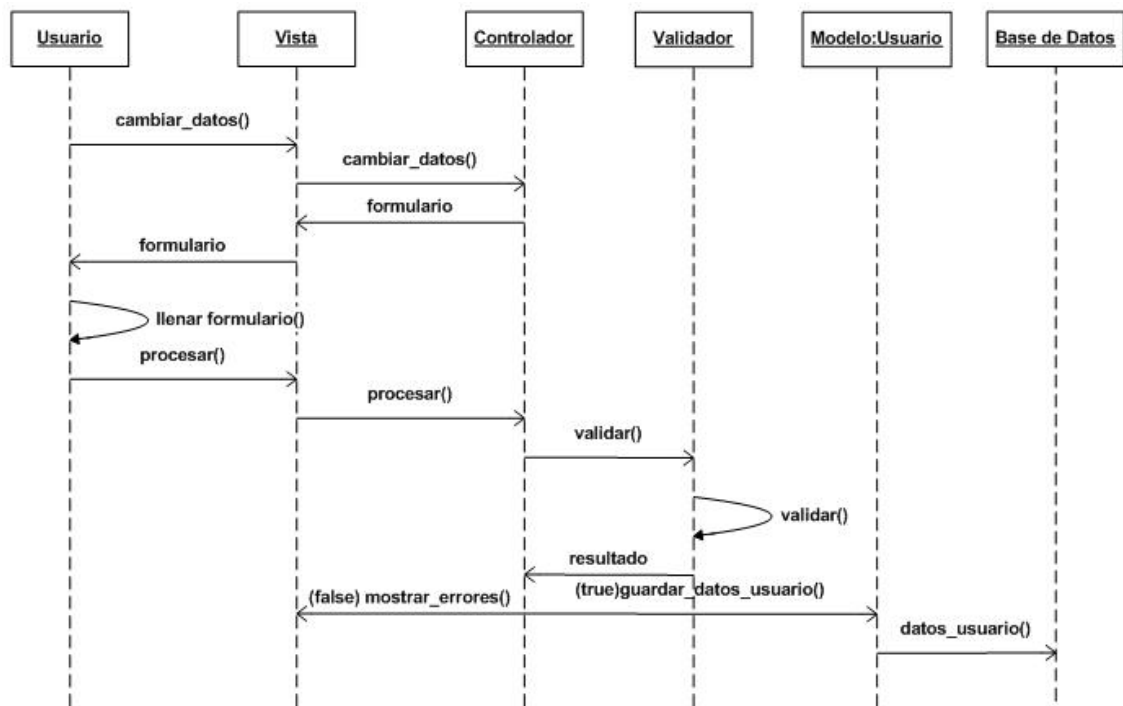 Usuario
Vista
Controlador
Validador
Modelo:Usuario
Base de Datos
cambiar_datos()
cambiar_datos()
formulario
formulario
llenar formulario()
procesar()
procesar()
validar()
validar()
resultado
(false) mostrar_errores()
(true)guardar_datos_usuario()
datos_usuario()